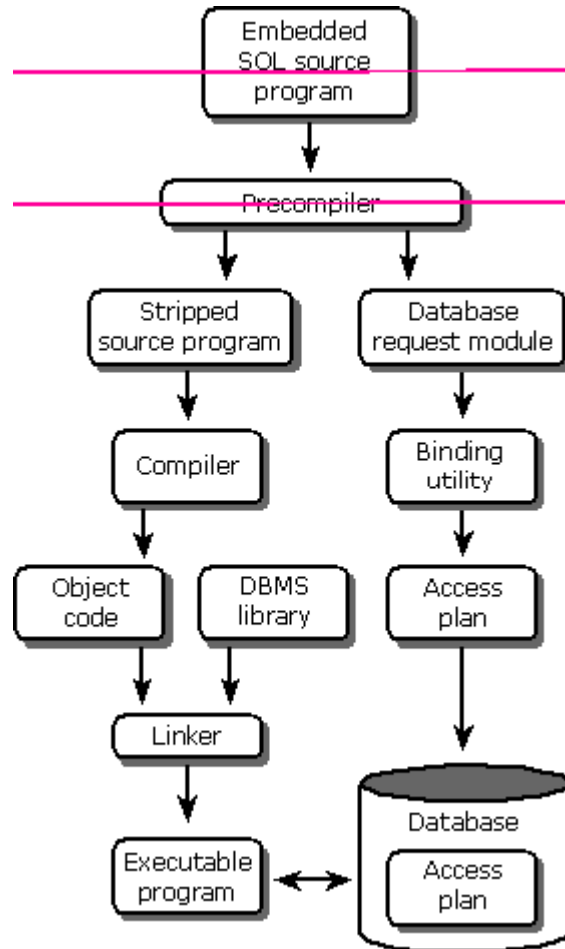 Embedded
SQL source
program
Precompiler
Stripped
source program
Database
request module
Compiler
Binding
utility
Object
code
DBMS
library
Access
plan
Linker
Database
Executable
program
Access
plan